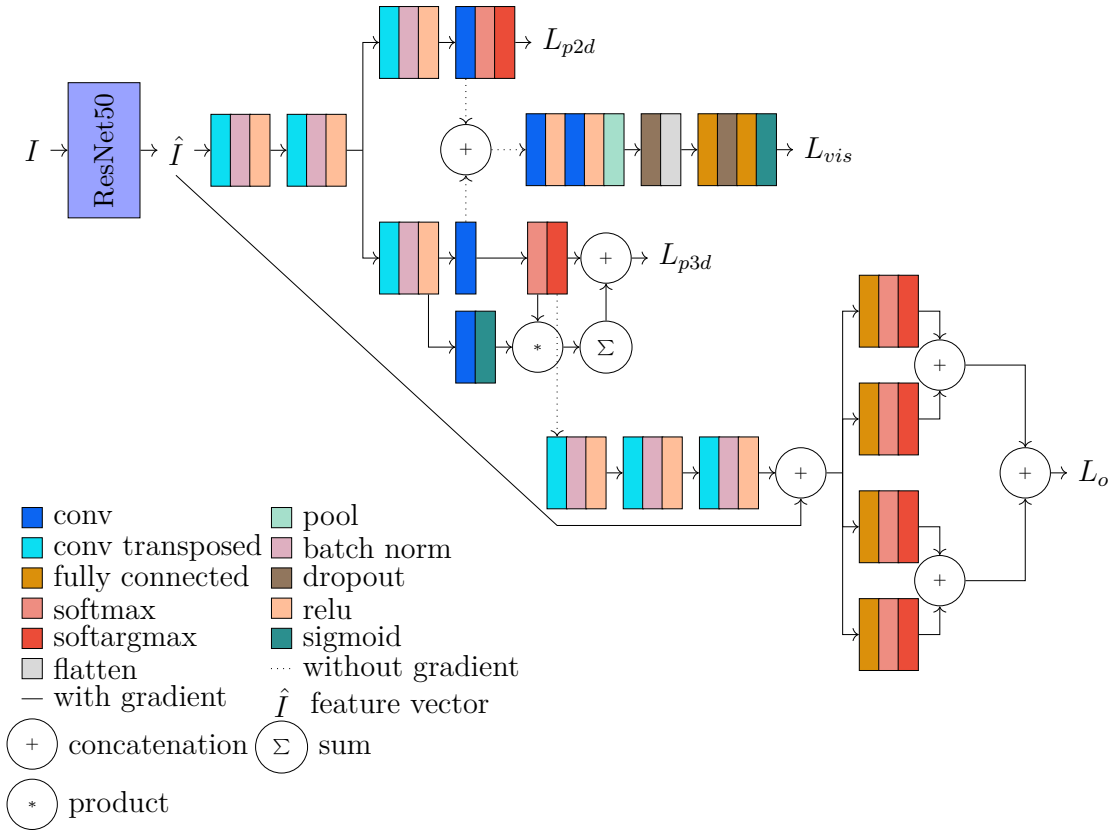 L_{p2d}
I
ResNet50
Î
+
L_{vis}
+
L_{p3d}
*
Σ
+
+
+
L_o
+
conv
pool
conv transposed
batch norm
fully connected
dropout
softmax
relu
softargmax
sigmoid
flatten
without gradient
with gradient
Î feature vector
+ concatenation
Σ sum
* product